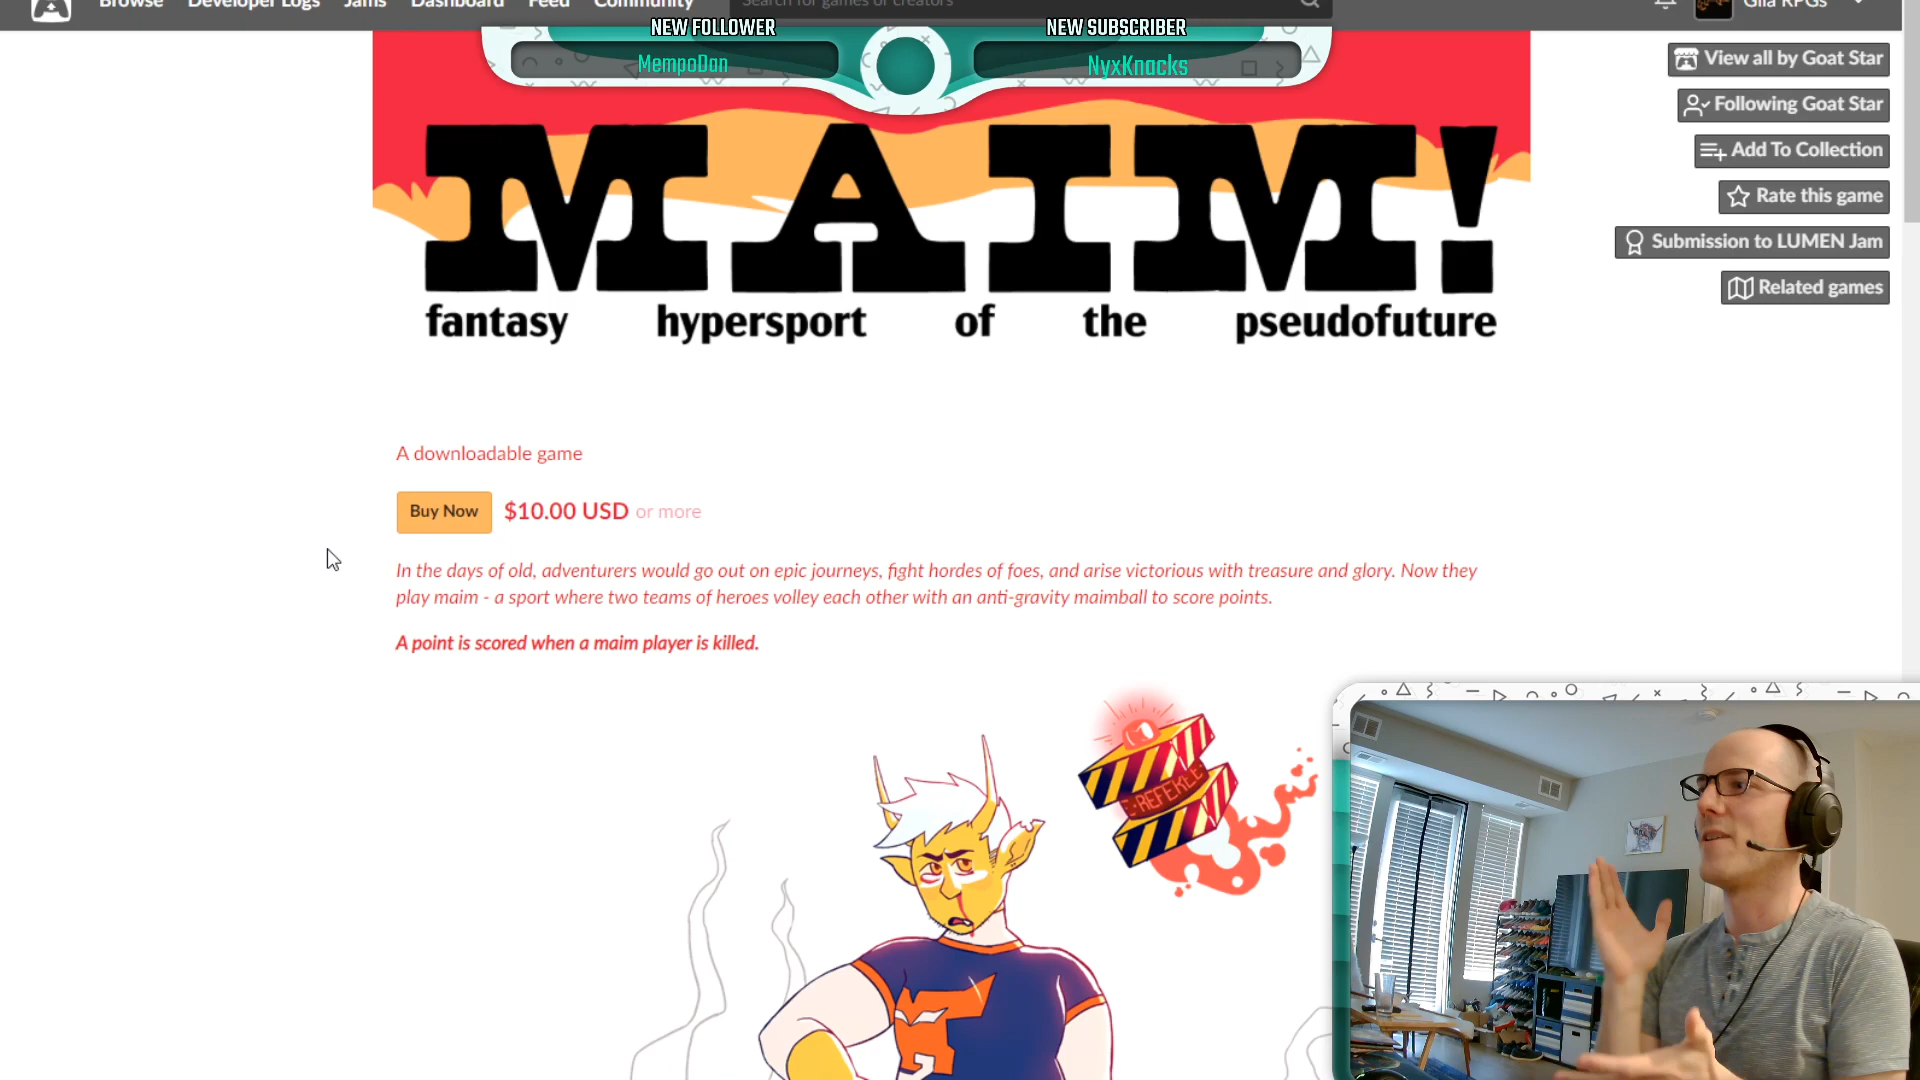 Browse Developer Logs Jams Dashboard Feed Community Search for games or creators Gila RPGs
NEW FOLLOWER NEW SUBSCRIBER
MempoDan NyxKnacks
View all by Goat Star
Following Goat Star
Add To Collection
Rate this game
Submission to LUMEN Jam
Related games
MAIM!
fantasy hypersport of the pseudofuture
A downloadable game
Buy Now $10.00 USD or more
In the days of old, adventurers would go out on epic journeys, fight hordes of foes, and arise victorious with treasure and glory. Now they
play maim - a sport where two teams of heroes volley each other with an anti-gravity maimball to score points.
A point is scored when a maim player is killed.
REFEREE